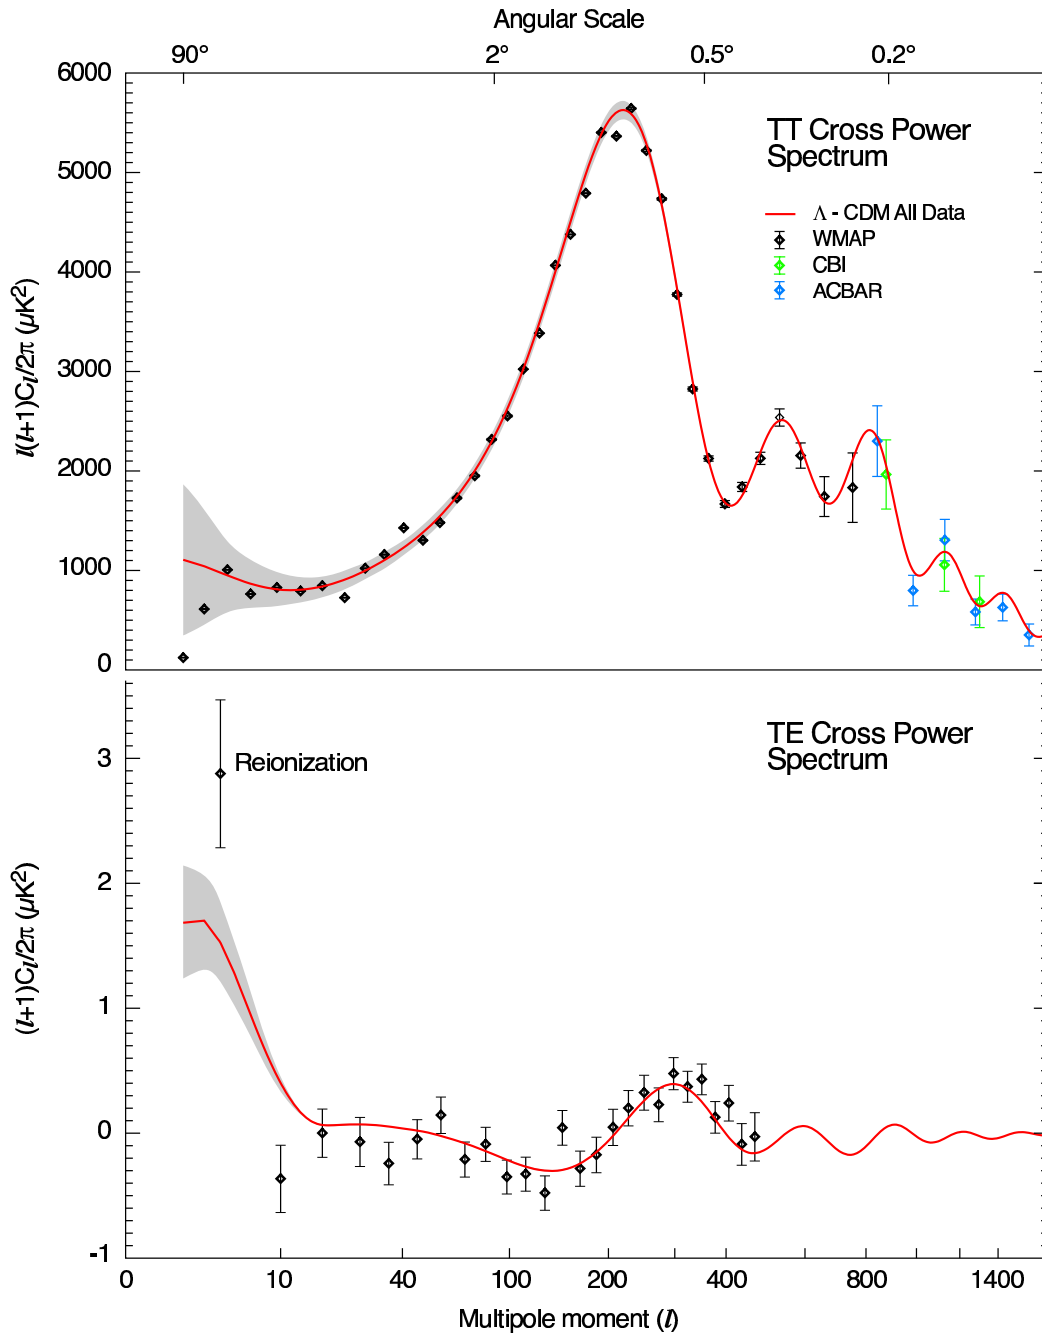 Angular Scale
90° 2° 0.5° 0.2°
6000
5000
4000
3000
2000
1000
0
l(l+1)Cl/2π (μK²)
TT Cross Power
Spectrum
Λ - CDM All Data
WMAP
CBI
ACBAR
3
2
1
0
-1
(l+1)Cl/2π (μK²)
Reionization
TE Cross Power
Spectrum
0 10 40 100 200 400 800 1400
Multipole moment (l)